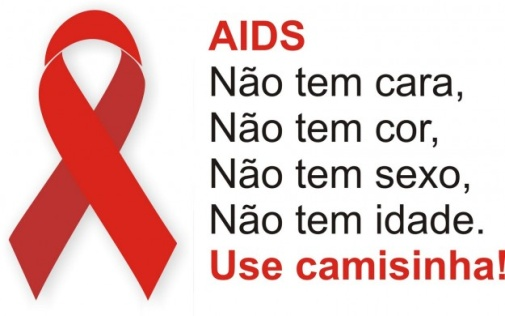 AIDS
Não tem cara,
Não tem cor,
Não tem sexo,
Não tem idade.
Use camisinha!